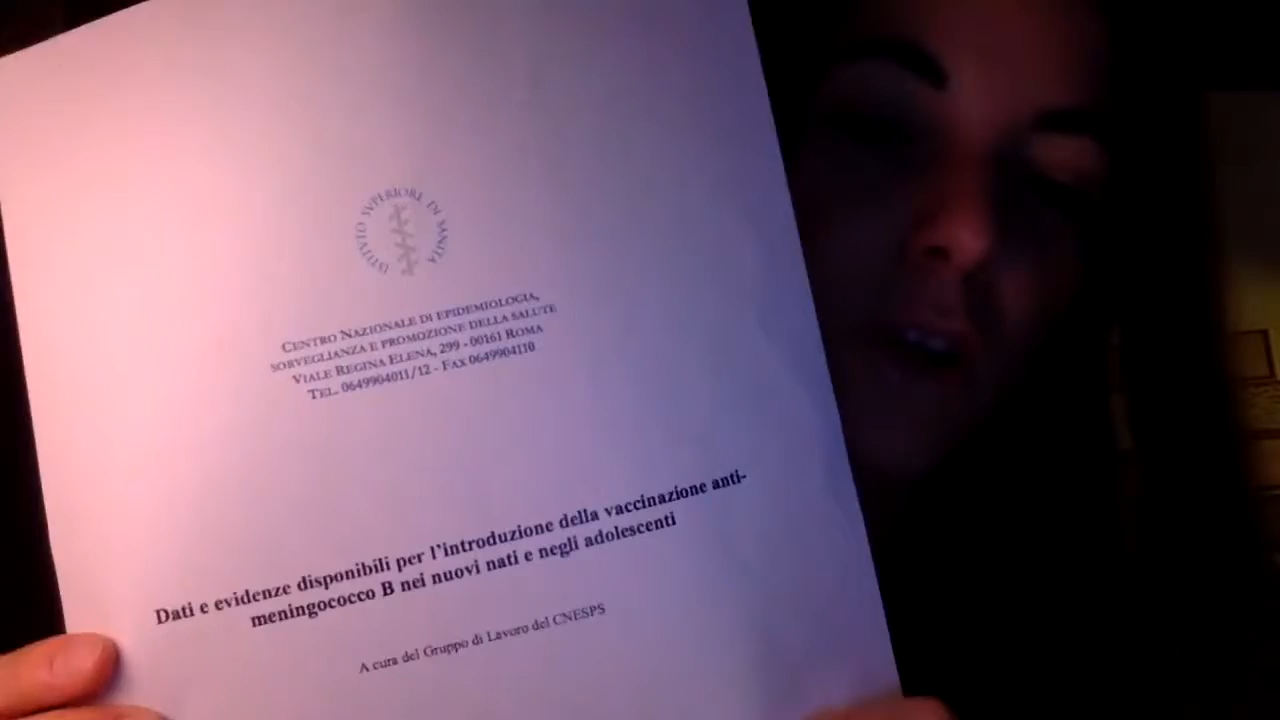 ISTITVTO SVPERIORE DI SANITÀ
CENTRO NAZIONALE DI EPIDEMIOLOGIA,
SORVEGLIANZA E PROMOZIONE DELLA SALUTE
VIALE REGINA ELENA, 299 - 00161 ROMA
TEL. 0649904011/12 - FAX 0649904110
Dati e evidenze disponibili per l'introduzione della vaccinazione anti-
meningococco B nei nuovi nati e negli adolescenti
A cura del Gruppo di Lavoro del CNESPS